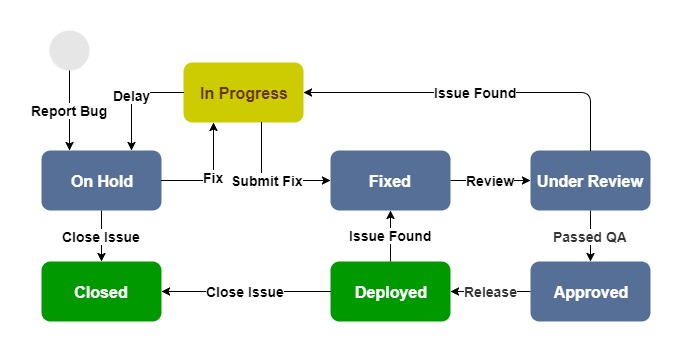 In Progress
Delay
Issue Found
Report Bug
On Hold
Fix
Submit Fix
Fixed
Review
Under Review
Close Issue
Issue Found
Passed QA
Closed
Close Issue
Deployed
Release
Approved